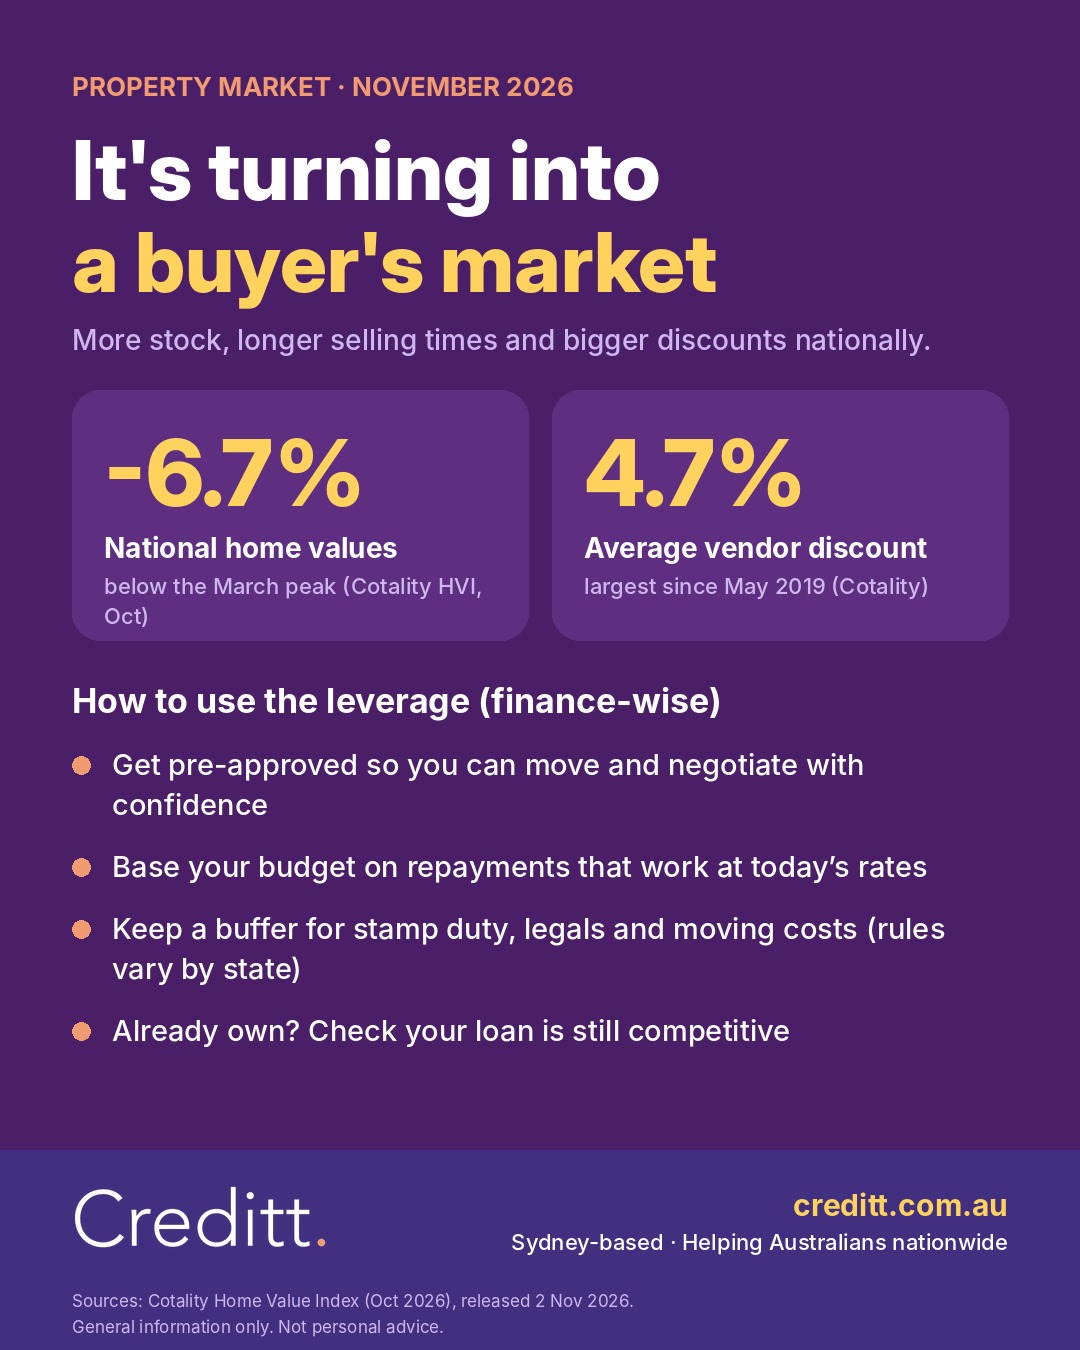 PROPERTY MARKET · NOVEMBER 2026
It's turning into
a buyer's market
More stock, longer selling times and bigger discounts nationally.
-6.7%
National home values
below the March peak (Cotality HVI,
Oct)
4.7%
Average vendor discount
largest since May 2019 (Cotality)
How to use the leverage (finance-wise)
Get pre-approved so you can move and negotiate with
confidence
Base your budget on repayments that work at today’s rates
Keep a buffer for stamp duty, legals and moving costs (rules
vary by state)
Already own? Check your loan is still competitive
Creditt.
creditt.com.au
Sydney-based · Helping Australians nationwide
Sources: Cotality Home Value Index (Oct 2026), released 2 Nov 2026.
General information only. Not personal advice.